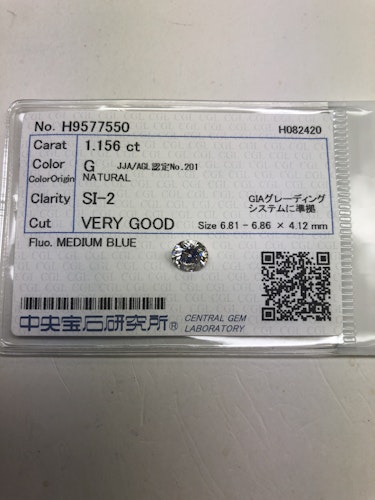 No. H9577550 H082420
Carat 1.156 ct
Color G JJA/AGL認定No.201
ColorOrigin NATURAL
Clarity SI-2 GIAグレーディング
システムに準拠
Cut VERY GOOD Size 6.81 - 6.86 × 4.12 mm
Fluo. MEDIUM BLUE
中央宝石研究所® CENTRAL GEM
LABORATORY